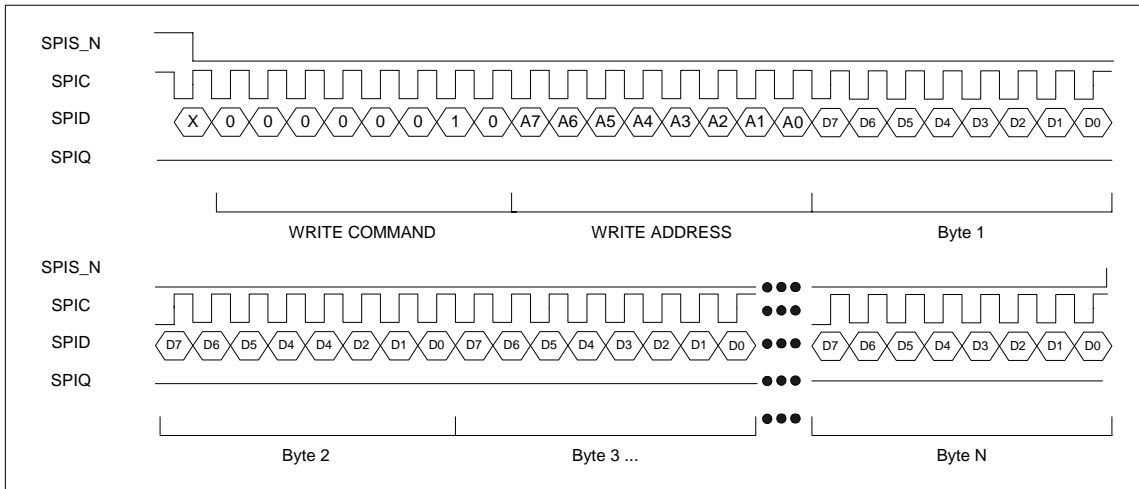 SPIS_N
SPIC
SPID X 0 0 0 0 0 0 1 0 A7 A6 A5 A4 A3 A2 A1 A0 D7 D6 D5 D4 D3 D2 D1 D0
SPIQ
WRITE COMMAND WRITE ADDRESS Byte 1
SPIS_N
SPIC
SPID D7 D6 D5 D4 D4 D2 D1 D0 D7 D6 D5 D4 D3 D2 D1 D0 D7 D6 D5 D4 D3 D2 D1 D0
SPIQ
Byte 2 Byte 3 ... Byte N